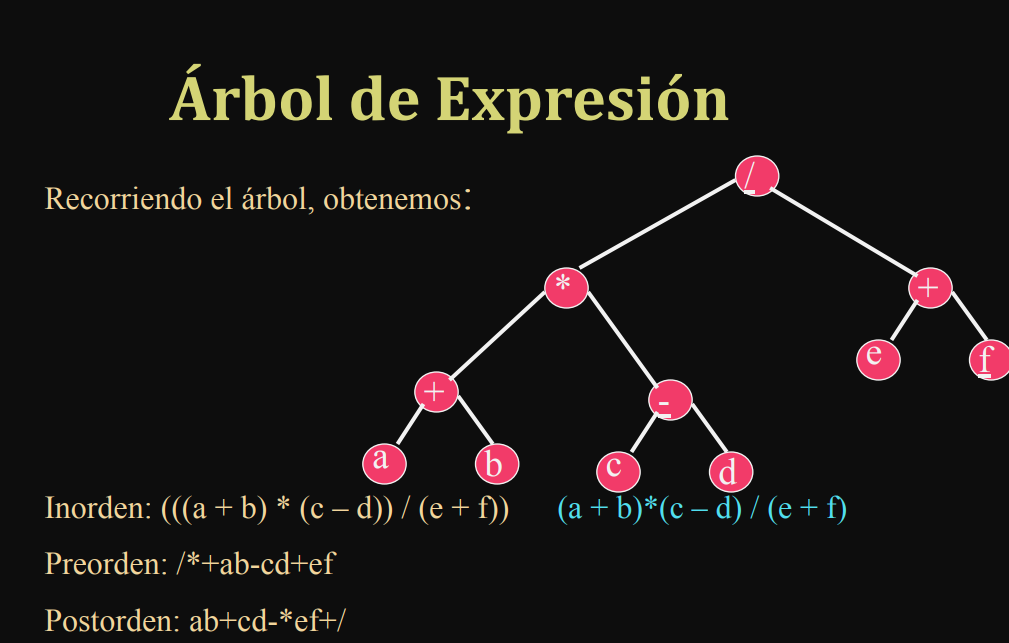 Árbol de Expresión
/
Recorriendo el árbol, obtenemos:
* +
e f
+ -
a b c d
Inorden: (((a + b) * (c – d)) / (e + f)) (a + b)*(c – d) / (e + f)
Preorden: /*+ab-cd+ef
Postorden: ab+cd-*ef+/